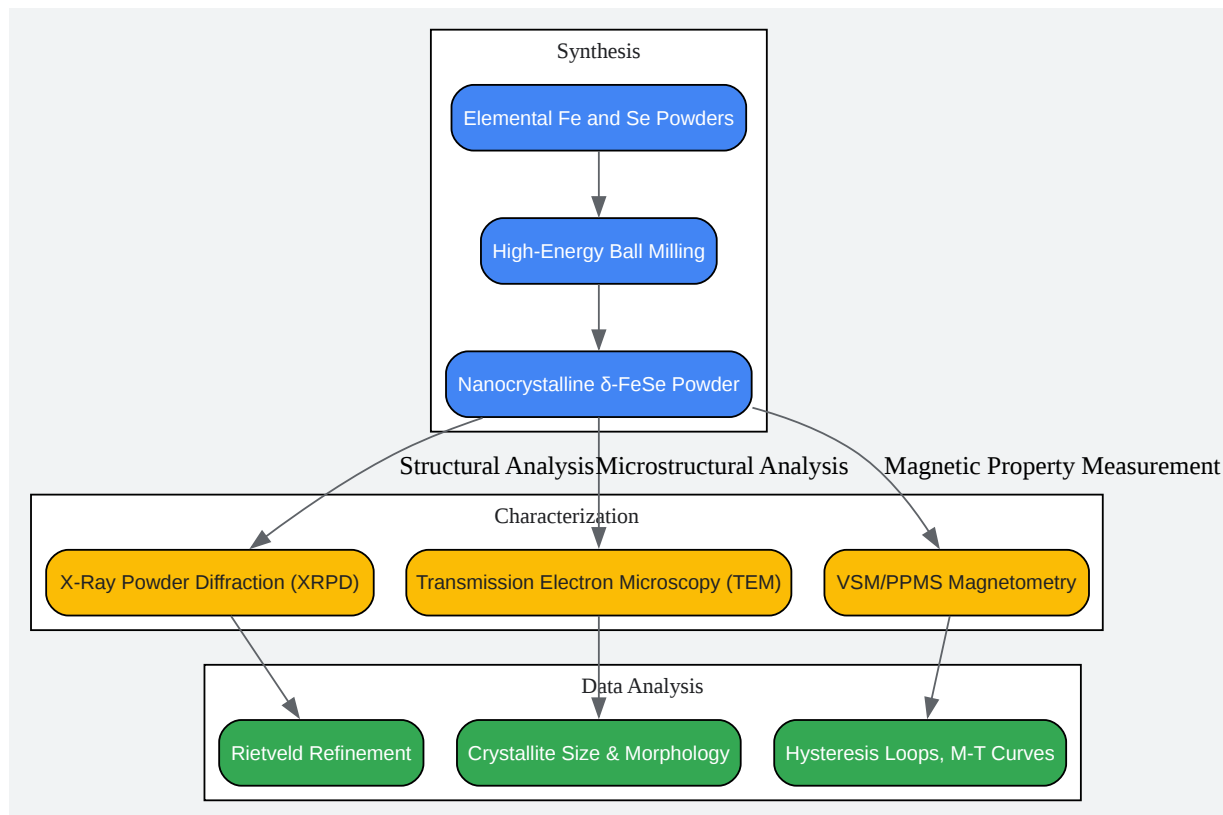 Synthesis
Elemental Fe and Se Powders
High-Energy Ball Milling
Nanocrystalline δ-FeSe Powder
Structural Analysis
Microstructural Analysis
Magnetic Property Measurement
Characterization
X-Ray Powder Diffraction (XRPD)
Transmission Electron Microscopy (TEM)
VSM/PPMS Magnetometry
Data Analysis
Rietveld Refinement
Crystallite Size & Morphology
Hysteresis Loops, M-T Curves